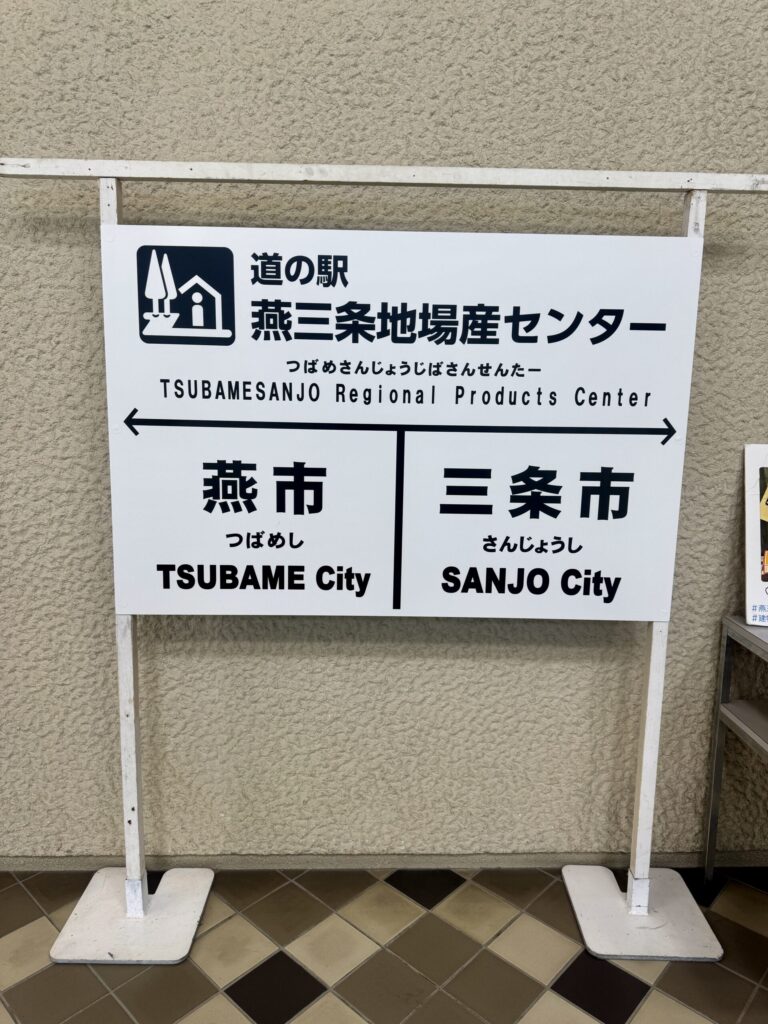 道の駅
燕三条地場産センター
つばめさんじょうじばさんせんたー
TSUBAMESANJO Regional Products Center
燕市
つばめし
TSUBAME City
三条市
さんじょうし
SANJO City
#燕
#建